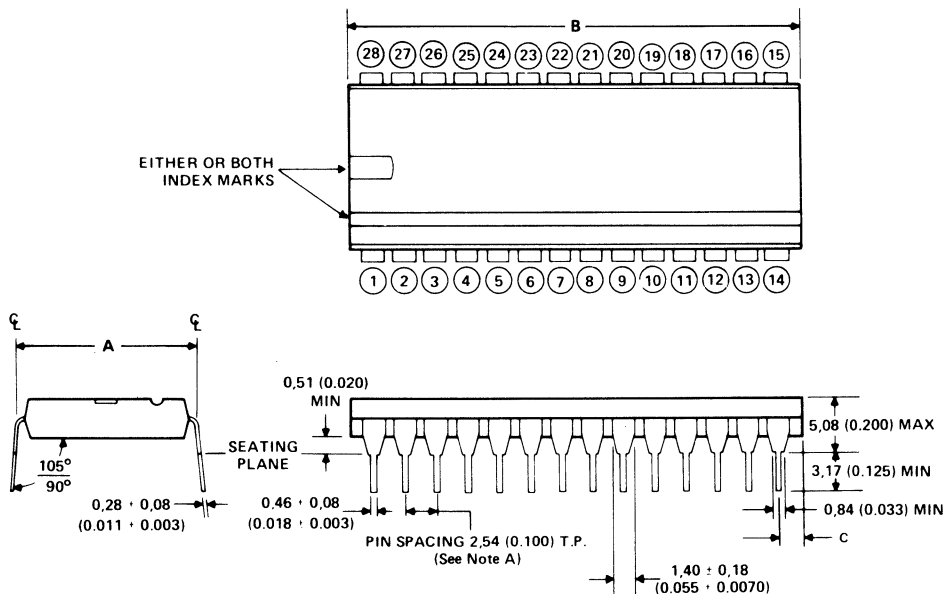 B
28 27 26 25 24 23 22 21 20 19 18 17 16 15
EITHER OR BOTH
INDEX MARKS
1 2 3 4 5 6 7 8 9 10 11 12 13 14
℄ ℄
A
105°
90°
0,28 ± 0,08
(0.011 ± 0.003)
SEATING
PLANE
0,51 (0.020)
MIN
0.46 ± 0,08
(0.018 ± 0.003)
PIN SPACING 2,54 (0.100) T.P.
(See Note A)
1,40 ± 0,18
(0.055 ± 0.0070)
5,08 (0.200) MAX
3,17 (0.125) MIN
0,84 (0.033) MIN
C